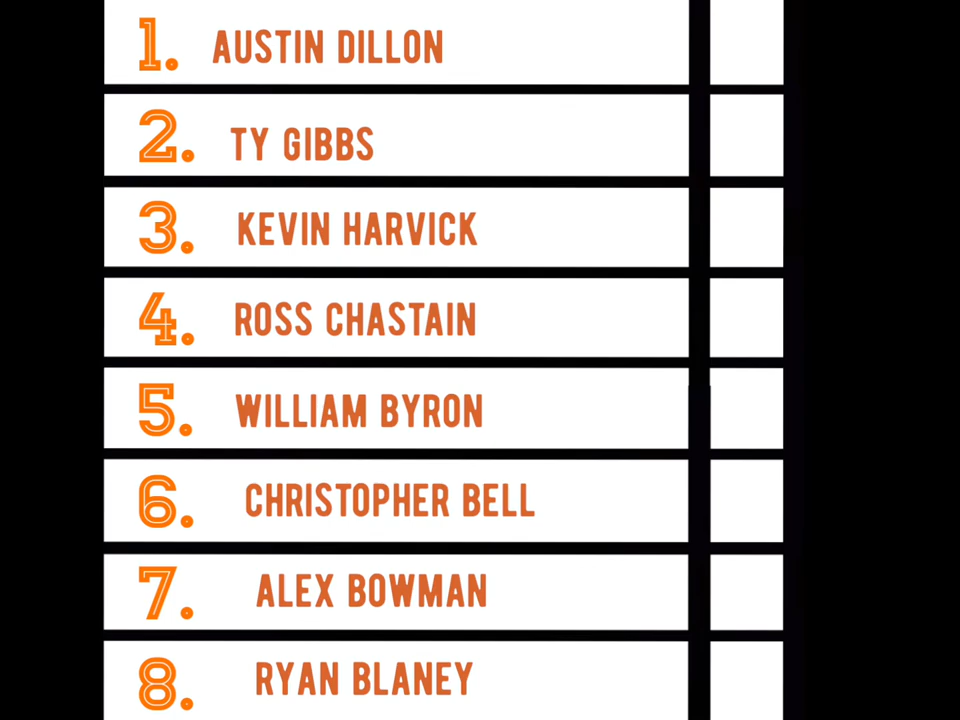 1. AUSTIN DILLON
2. TY GIBBS
3. KEVIN HARVICK
4. ROSS CHASTAIN
5. WILLIAM BYRON
6. CHRISTOPHER BELL
7. ALEX BOWMAN
8. RYAN BLANEY